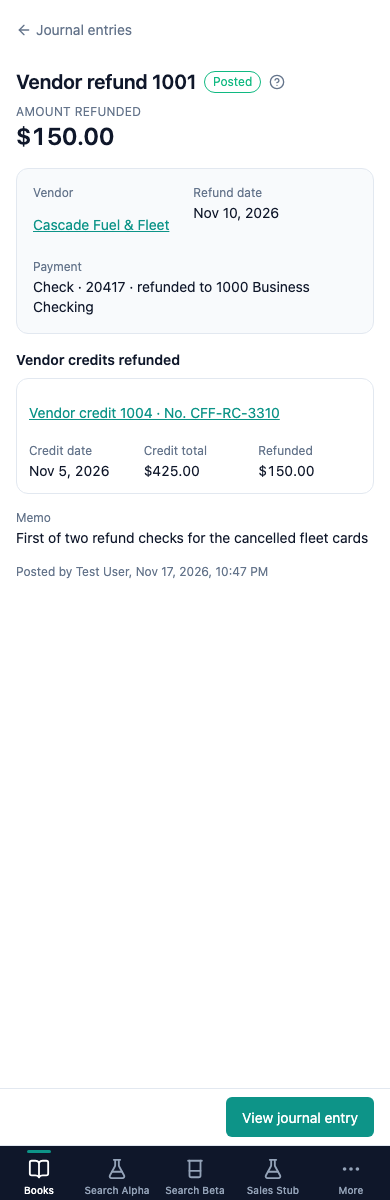 Journal entries
Vendor refund 1001 Posted
AMOUNT REFUNDED
$150.00
Vendor Refund date
Cascade Fuel & Fleet Nov 10, 2026
Payment
Check · 20417 · refunded to 1000 Business
Checking
Vendor credits refunded
Vendor credit 1004 · No. CFF-RC-3310
Credit date Credit total Refunded
Nov 5, 2026 $425.00 $150.00
Memo
First of two refund checks for the cancelled fleet cards
Posted by Test User, Nov 17, 2026, 10:47 PM
View journal entry
Books Search Alpha Search Beta Sales Stub More